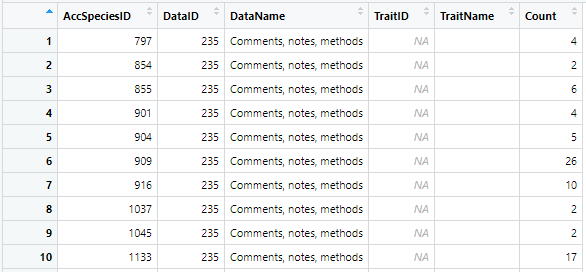 AccSpeciesID DataID DataName TraitID TraitName Count
1 797 235 Comments, notes, methods NA 4
2 854 235 Comments, notes, methods NA 2
3 855 235 Comments, notes, methods NA 6
4 901 235 Comments, notes, methods NA 4
5 904 235 Comments, notes, methods NA 5
6 909 235 Comments, notes, methods NA 26
7 916 235 Comments, notes, methods NA 10
8 1037 235 Comments, notes, methods NA 2
9 1045 235 Comments, notes, methods NA 2
10 1133 235 Comments, notes, methods NA 17